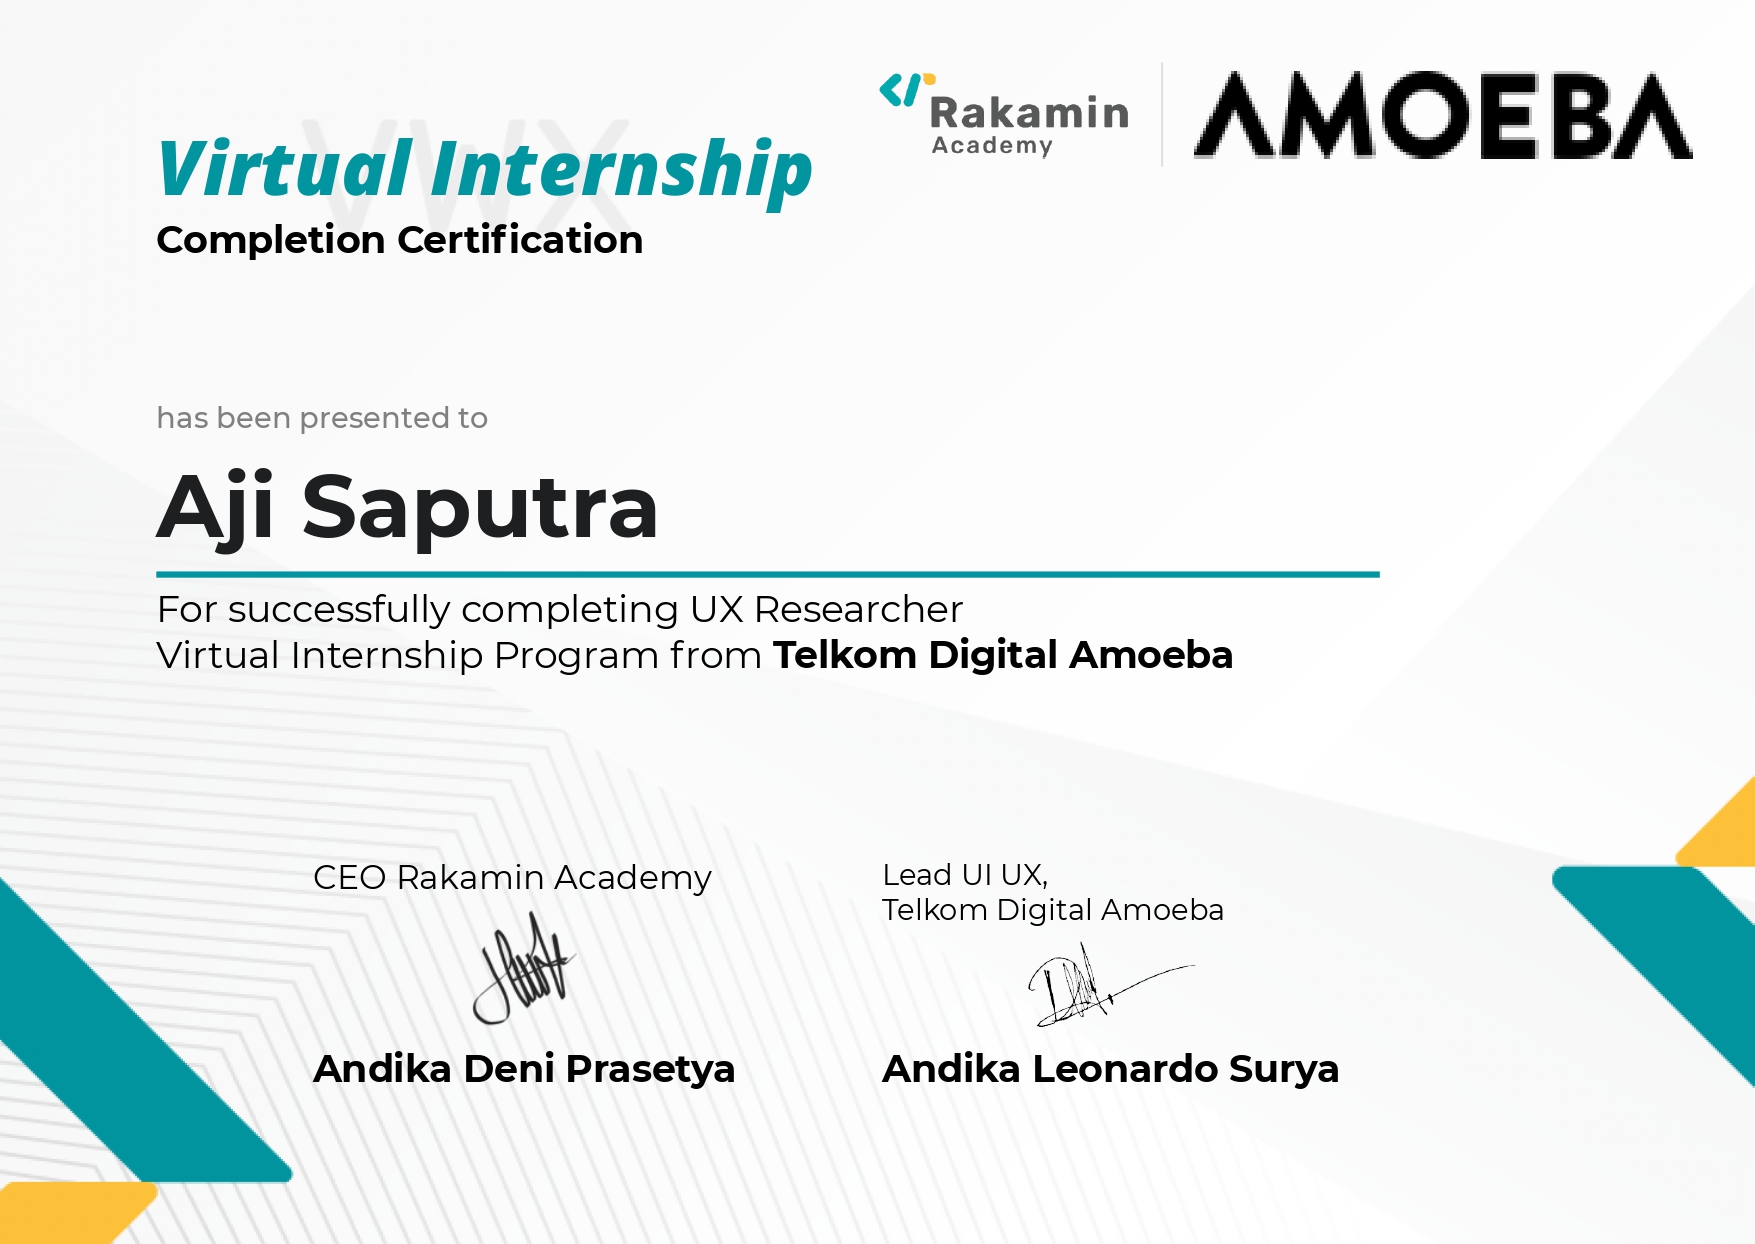 Rakamin
Academy
AMOEBA
VWX
Virtual Internship
Completion Certification
has been presented to
Aji Saputra
For successfully completing UX Researcher
Virtual Internship Program from Telkom Digital Amoeba
CEO Rakamin Academy
Andika Deni Prasetya
Lead UI UX,
Telkom Digital Amoeba
Andika Leonardo Surya